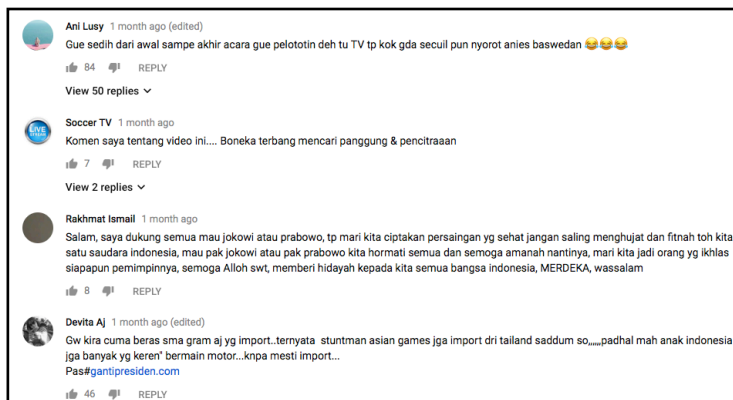 Ani Lusy 1 month ago (edited)
Gue sedih dari awal sampe akhir acara gue pelototin deh tu TV tp kok gda secuil pun nyorot anies baswedan 😂😂😂
84 REPLY
View 50 replies
LIVE STREAM
Soccer TV 1 month ago
Komen saya tentang video ini.... Boneka terbang mencari panggung & pencitraaan
7 REPLY
View 2 replies
Rakhmat Ismail 1 month ago
Salam, saya dukung semua mau jokowi atau prabowo, tp mari kita ciptakan persaingan yg sehat jangan saling menghujat dan fitnah toh kita
satu saudara indonesia, mau pak jokowi atau pak prabowo kita hormati semua dan semoga amanah nantinya, mari kita jadi orang yg ikhlas
siapapun pemimpinnya, semoga Alloh swt, memberi hidayah kepada kita semua bangsa indonesia, MERDEKA, wassalam
8 REPLY
Devita Aj 1 month ago (edited)
Gw kira cuma beras sma gram aj yg import..ternyata stuntman asian games jga import dri tailand saddum so,,,,,,padhal mah anak indonesia
jga banyak yg keren" bermain motor...knpa mesti import...
Pas#gantipresiden.com
46 REPLY